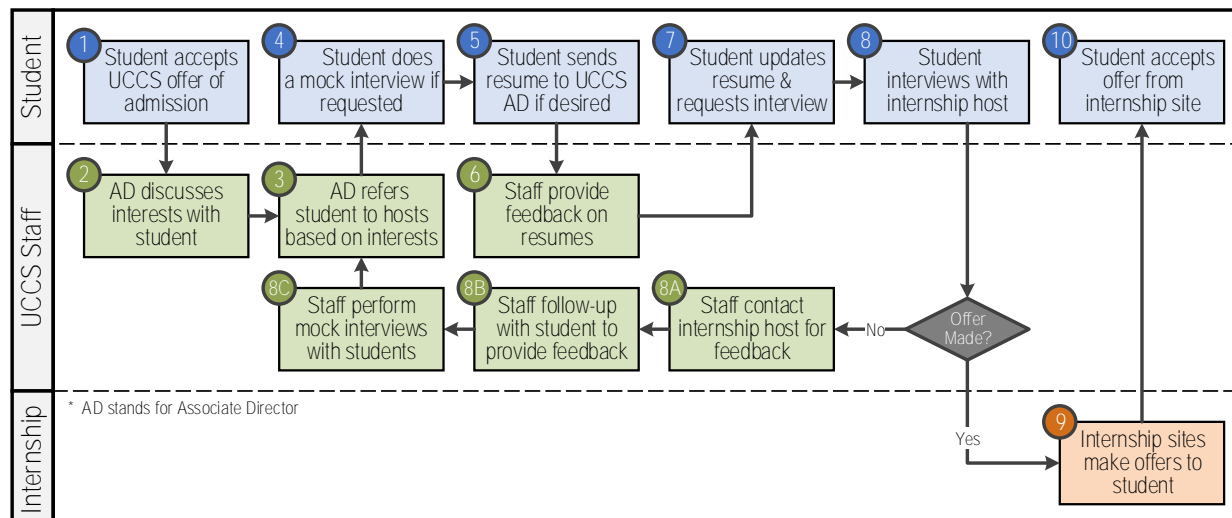 Student
1
Student accepts
UCCS offer of
admission
4
Student does
a mock interview if
requested
5
Student sends
resume to UCCS
AD if desired
7
Student updates
resume &
requests interview
8
Student
interviews with
internship host
10
Student accepts
offer from
internship site
UCCS Staff
2
AD discusses
interests with
student
3
AD refers
student to hosts
based on interests
6
Staff provide
feedback on
resumes
8C
Staff perform
mock interviews
with students
8B
Staff follow-up
with student to
provide feedback
8A
Staff contact
internship host for
feedback
No
Offer
Made?
Internship
* AD stands for Associate Director
Yes
9
Internship sites
make offers to
student